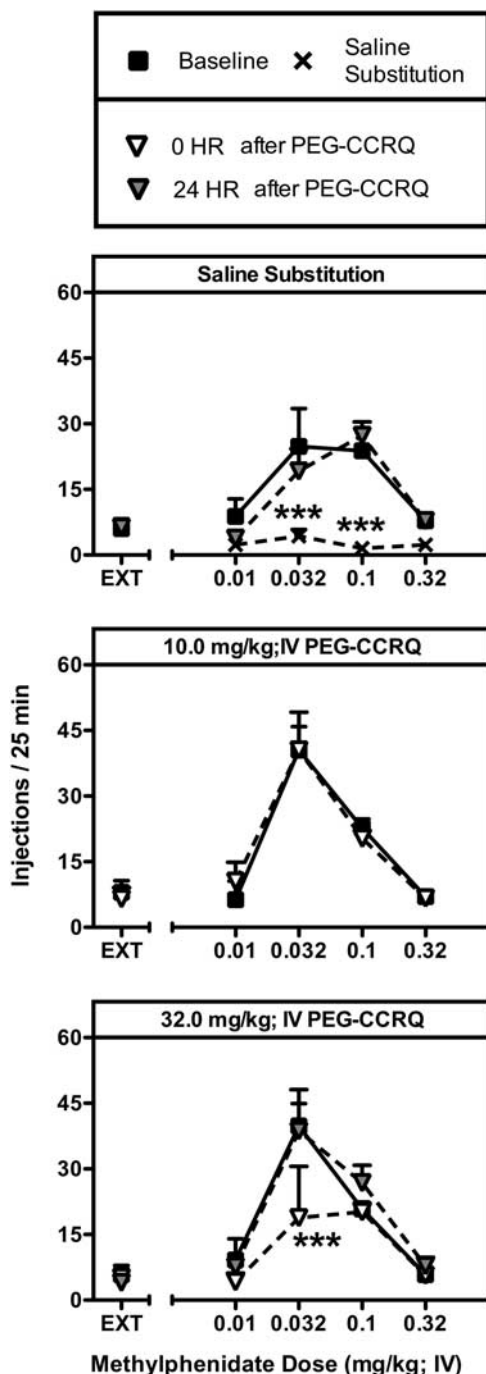 Baseline
Saline
Substitution
0 HR after PEG-CCRQ
24 HR after PEG-CCRQ
Saline Substitution
60
45
30
15
0
***
***
EXT
0.01
0.032
0.1
0.32
10.0 mg/kg;IV PEG-CCRQ
60
45
30
15
0
EXT
0.01
0.032
0.1
0.32
Injections / 25 min
32.0 mg/kg; IV PEG-CCRQ
60
45
30
15
0
***
EXT
0.01
0.032
0.1
0.32
Methylphenidate Dose (mg/kg; IV)